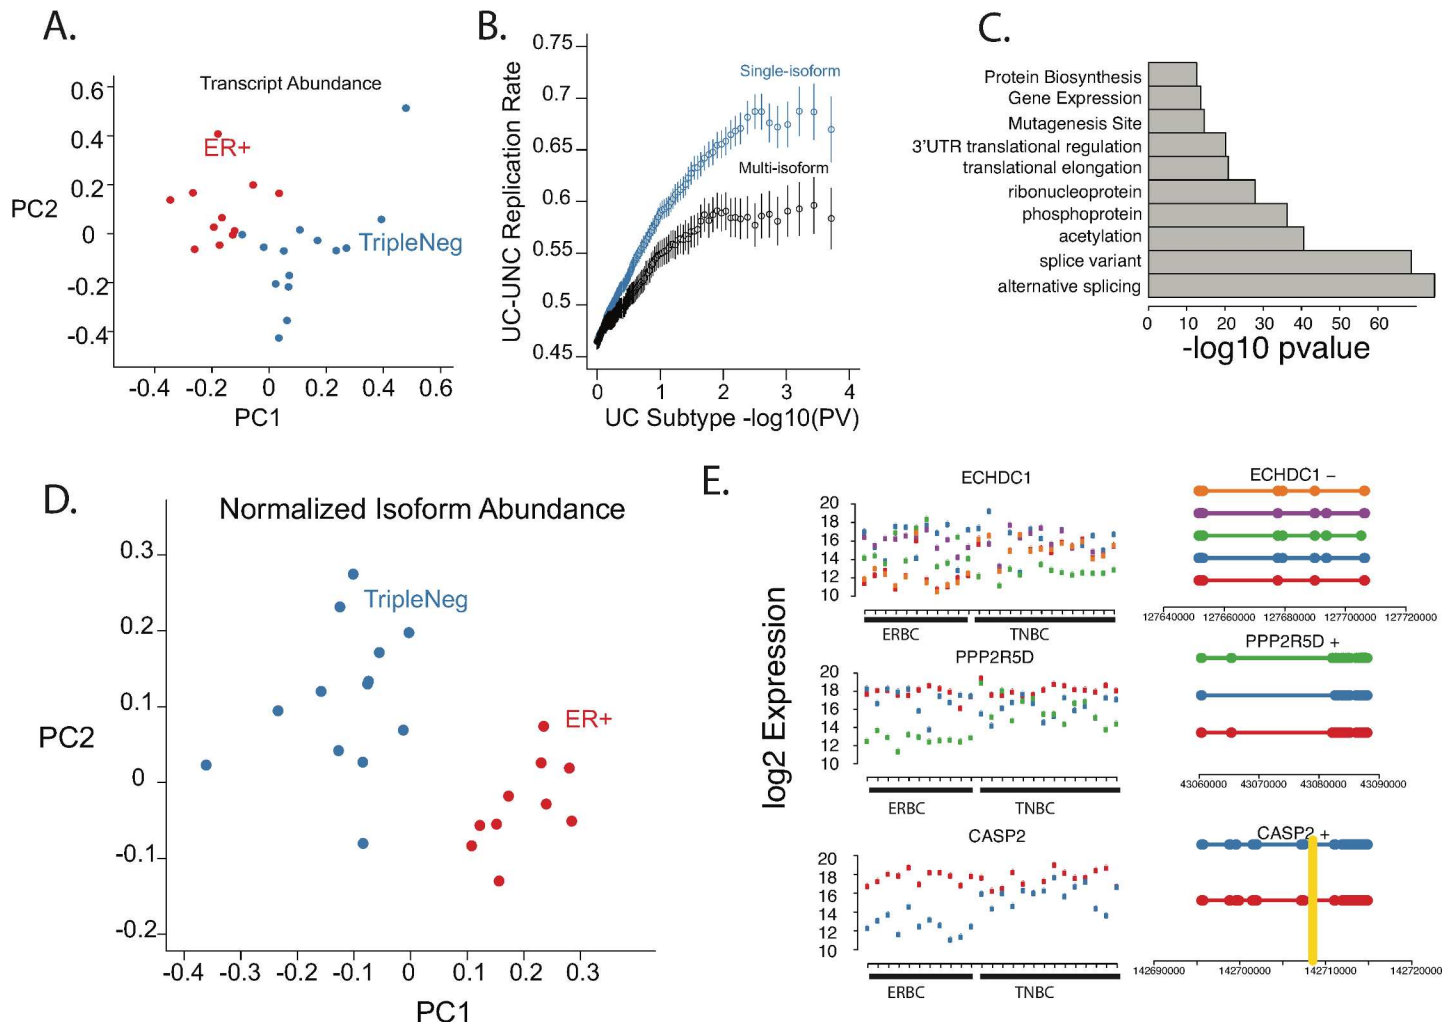 A.
Transcript Abundance
0.6
0.4
0.2
0
-0.2
-0.4
PC2
ER+
TripleNeg
-0.4 -0.2 0 0.2 0.4 0.6
PC1
B.
UC-UNC Replication Rate
0.75
0.7
0.65
0.6
0.55
0.5
0.45
Single-isoform
Multi-isoform
0 1 2 3 4
UC Subtype -log10(PV)
C.
Protein Biosynthesis
Gene Expression
Mutagenesis Site
3'UTR translational regulation
translational elongation
ribonucleoprotein
phosphoprotein
acetylation
splice variant
alternative splicing
0 10 20 30 40 50 60
-log10 pvalue
D.
Normalized Isoform Abundance
0.3
0.2
0.1
0
-0.1
-0.2
PC2
TripleNeg
ER+
-0.4 -0.3 -0.2 -0.1 0 0.1 0.2 0.3
PC1
E.
log2 Expression
ECHDC1
20
18
16
14
12
10
ERBC TNBC
ECHDC1 –
127640000 127660000 127680000 127700000 127720000
PPP2R5D
20
18
16
14
12
10
ERBC TNBC
PPP2R5D +
43060000 43070000 43080000 43090000
CASP2
20
18
16
14
12
10
ERBC TNBC
CASP2 +
142690000 142700000 142710000 142720000